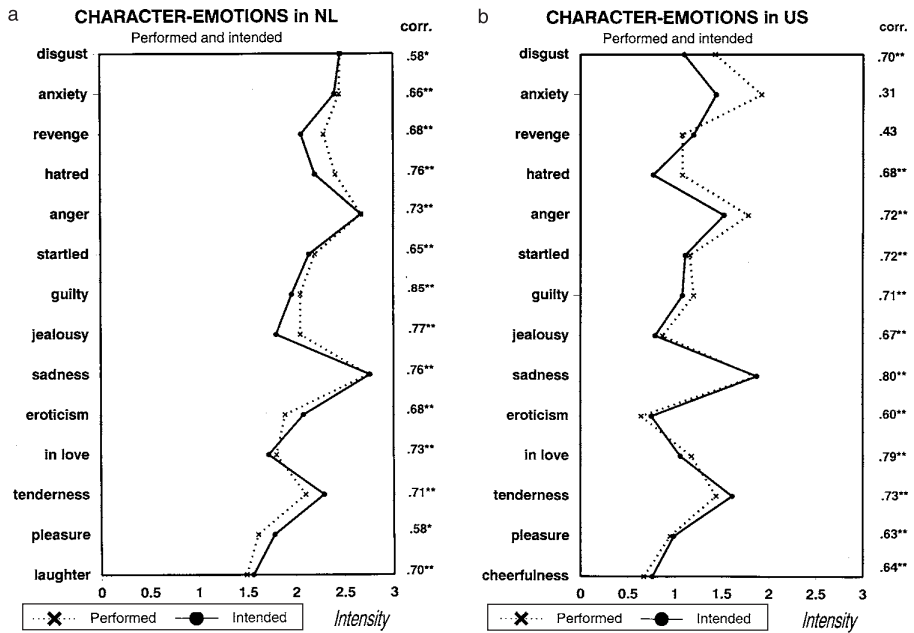 a
CHARACTER-EMOTIONS in NL
corr.
Performed and intended
disgust .58*
anxiety .66**
revenge .68**
hatred .76**
anger .73**
startled .65**
guilty .85**
jealousy .77**
sadness .76**
eroticism .68**
in love .73**
tenderness .71**
pleasure .58*
laughter .70**
0 0.5 1 1.5 2 2.5 3
Performed Intended Intensity
b
CHARACTER-EMOTIONS in US
corr.
Performed and intended
disgust .70**
anxiety .31
revenge .43
hatred .68**
anger .72**
startled .72**
guilty .71**
jealousy .67**
sadness .80**
eroticism .60**
in love .79**
tenderness .73**
pleasure .63**
cheerfulness .64**
0 0.5 1 1.5 2 2.5 3
Performed Intended Intensity